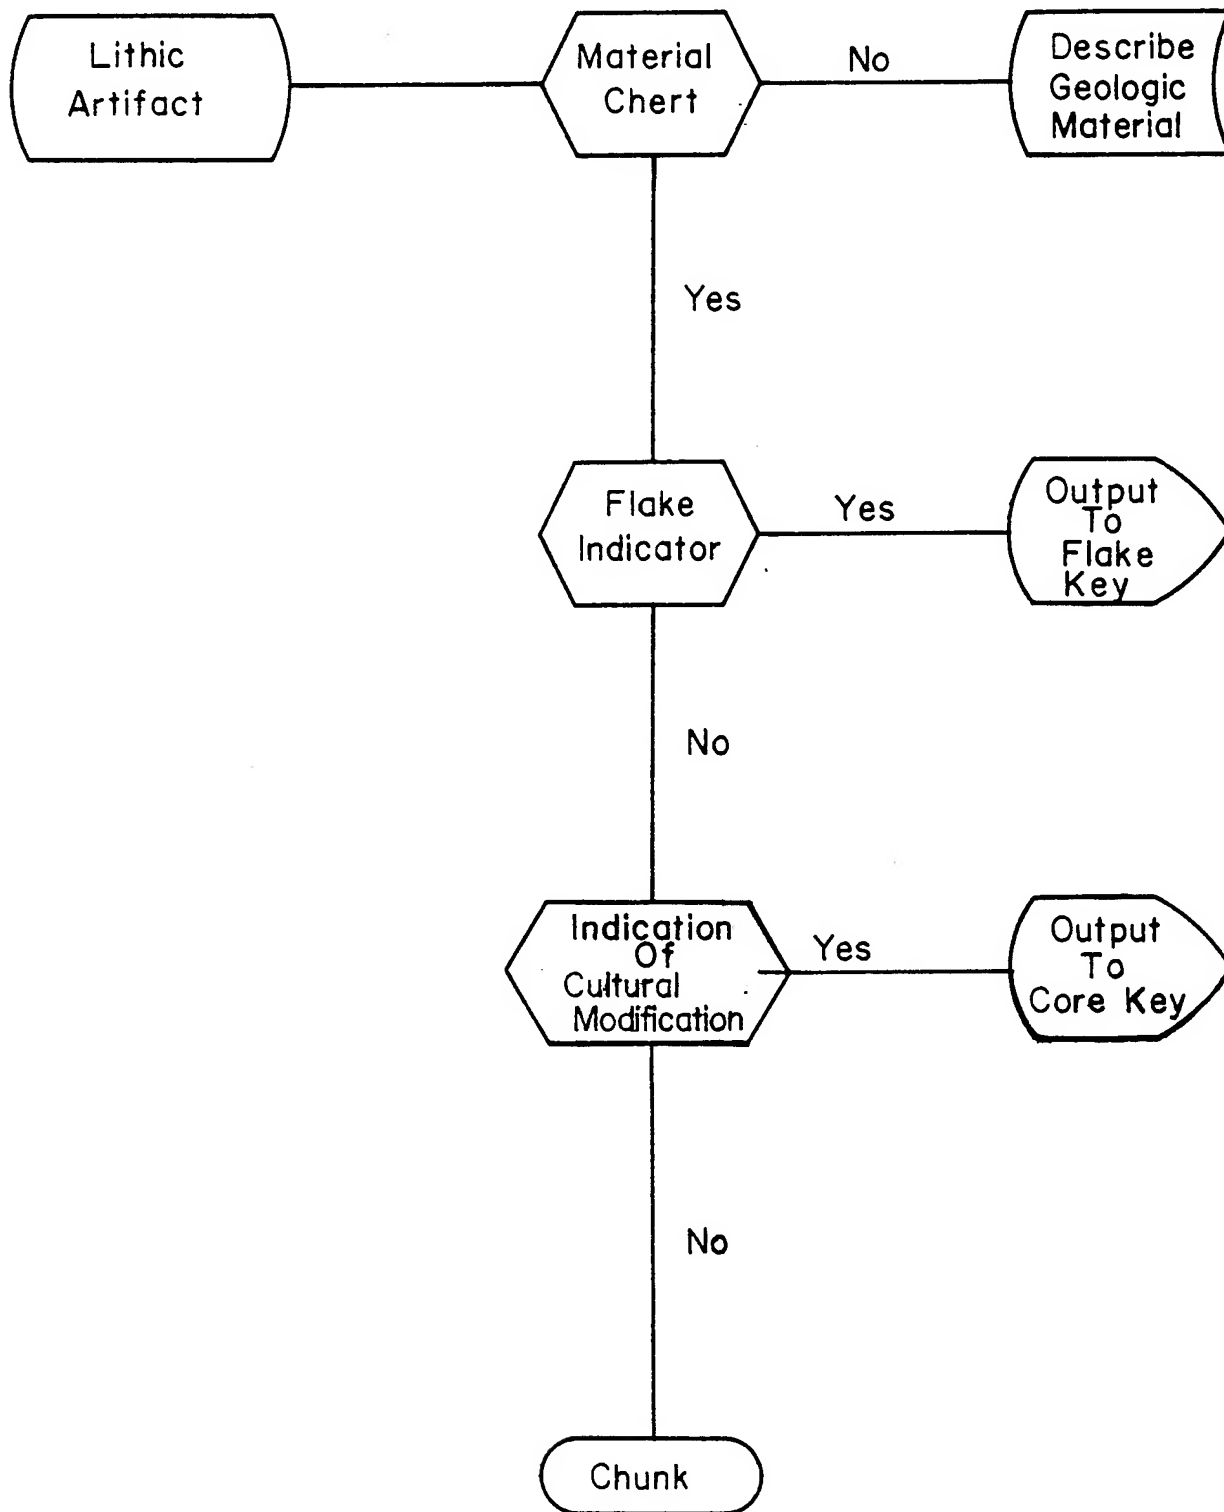 Lithic
Artifact
Material
Chert
No
Describe
Geologic
Material
Yes
Flake
Indicator
Yes
Output
To
Flake
Key
No
Indication
Of
Cultural
Modification
Yes
Output
To
Core Key
No
Chunk